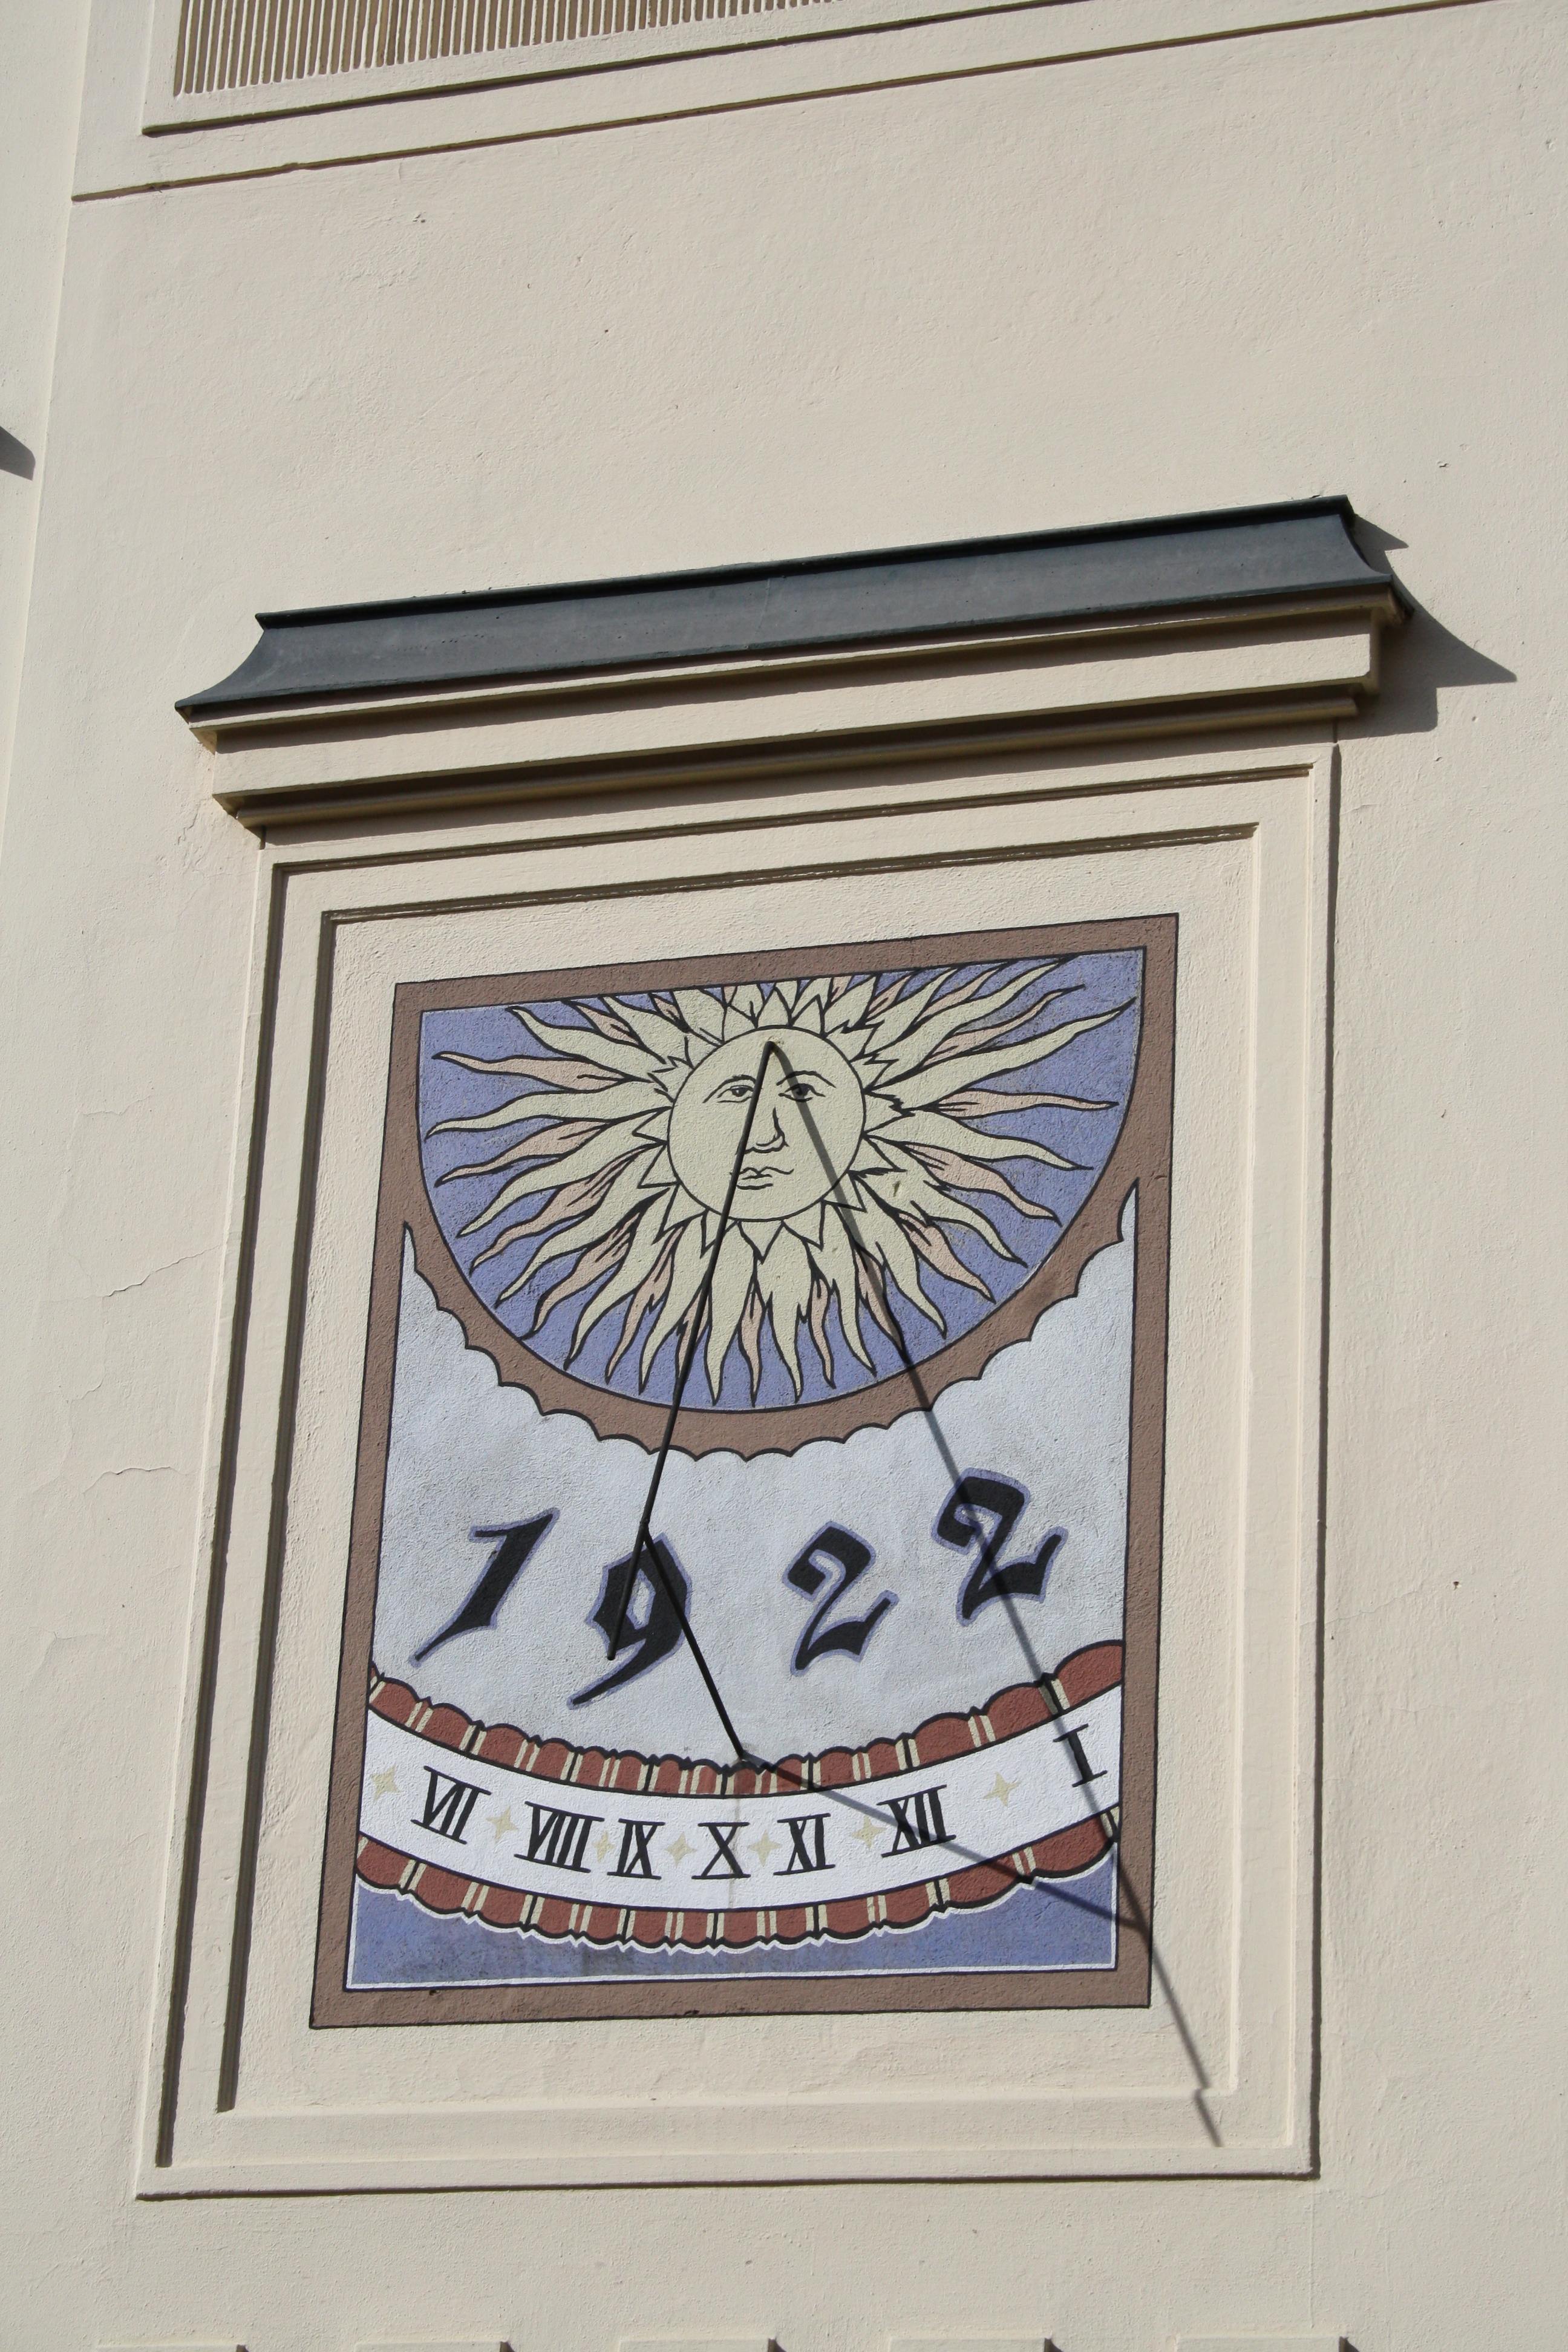 1922
VII VIII IX X XI XII I